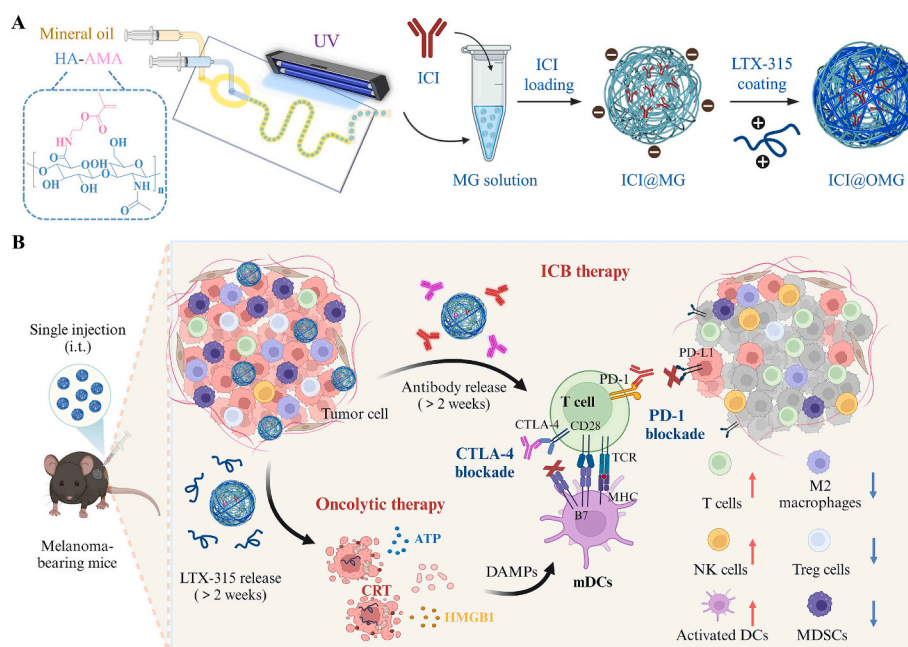 A
Mineral oil
HA-AMA
UV
ICI
ICI
loading
LTX-315
coating
MG solution
ICI@MG
ICI@OMG
O
NH
O
O
HO
O
OH
OH
O
HO
O
OH
O
NH
O
n
B
Single injection
(i.t.)
Melanoma-
bearing mice
Tumor cell
LTX-315 release
(> 2 weeks)
Oncolytic therapy
ATP
CRT
HMGB1
DAMPs
ICB therapy
Antibody release
(> 2 weeks)
T cell
PD-1
PD-L1
PD-1
blockade
CTLA-4
CD28
CTLA-4
blockade
TCR
MHC
B7
mDCs
T cells
M2
macrophages
NK cells
Treg cells
Activated DCs
MDSCs